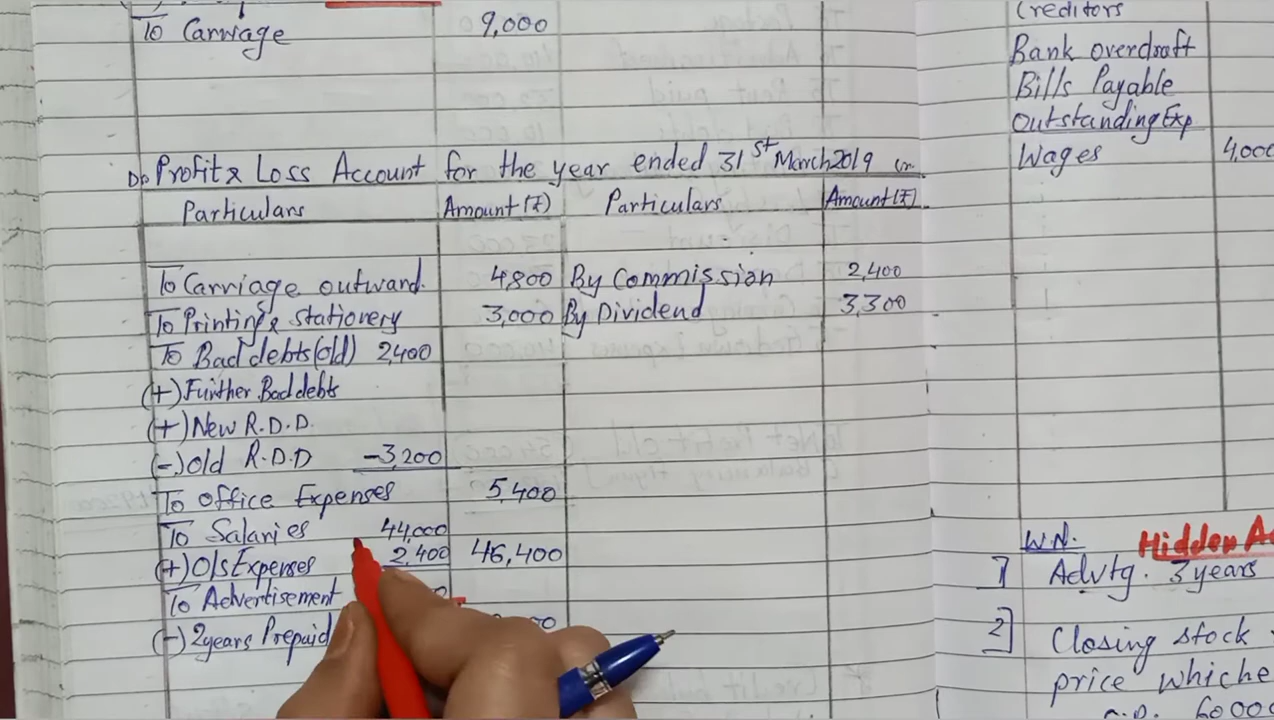 To Carriage 9,000
Dr. Profit & Loss Account for the year ended 31st March 2019
Particulars Amount (₹) Particulars Amount (₹)
To Carriage outward. 4,800 By Commission 2,400
To Printing & stationery 3,000 By Dividend 3,300
To Bad debts (old) 2,400
(+) Further Bad debts
(+) New R.D.D.
(-) Old R.D.D -3,200
To Office Expenses 5,400
To Salaries 44,000
(+) O/s Expenses 2,400 46,400
To Advertisement
(-) 2 years Prepaid
Creditors
Bank overdraft
Bills Payable
Outstanding Exp
Wages 4,000
W.N. Hidden
1] Advtg. 3 years
2] Closing stock
price
6000